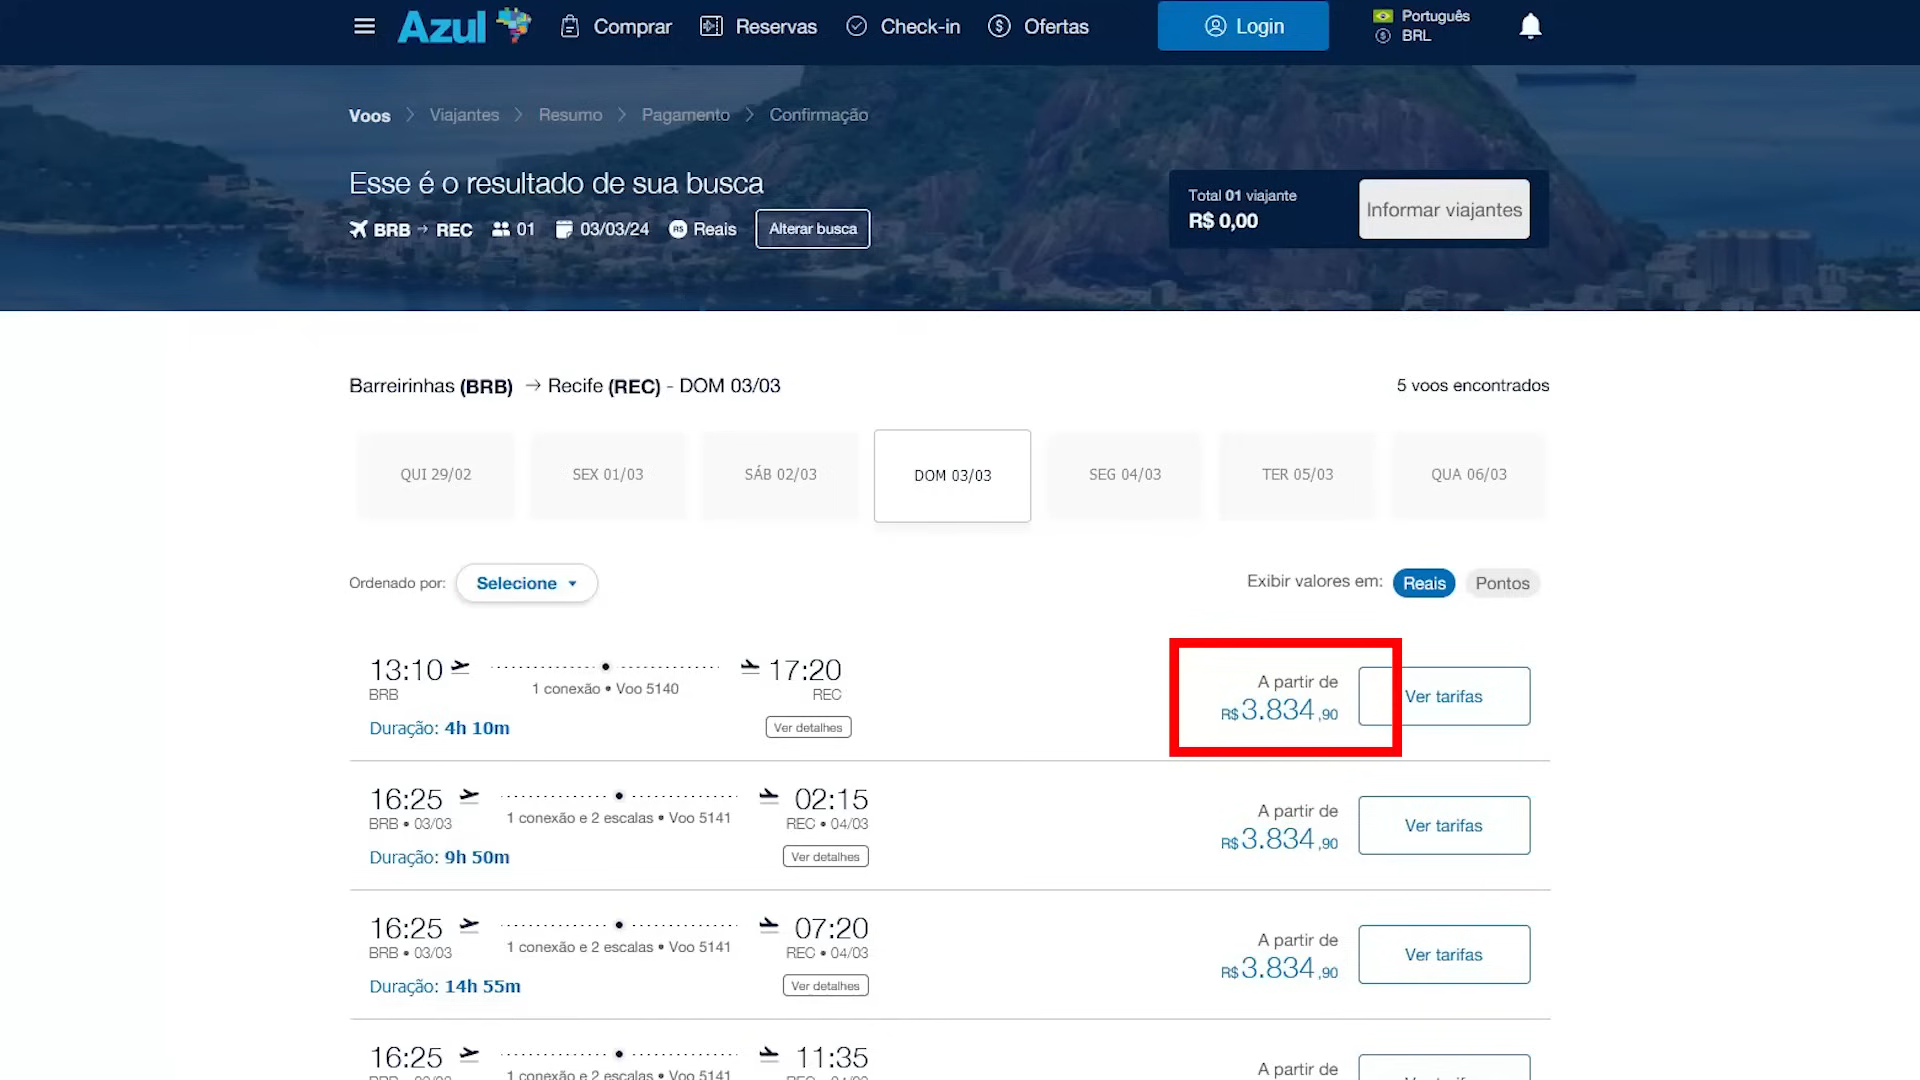 Azul
Comprar
Reservas
Check-in
Ofertas
Login
Português
BRL
Voos
Viajantes
Resumo
Pagamento
Confirmação
Esse é o resultado de sua busca
BRB REC 01 03/03/24 R$ Reais Alterar busca
Total 01 viajante
R$ 0,00
Informar viajantes
Barreirinhas (BRB) → Recife (REC) - DOM 03/03
5 voos encontrados
QUI 29/02
SEX 01/03
SÁB 02/03
DOM 03/03
SEG 04/03
TER 05/03
QUA 06/03
Ordenado por: Selecione
Exibir valores em: Reais Pontos
13:10 17:20
BRB 1 conexão • Voo 5140 REC
Duração: 4h 10m Ver detalhes
A partir de
R$ 3.834,90
Ver tarifas
16:25 02:15
BRB • 03/03 1 conexão e 2 escalas • Voo 5141 REC • 04/03
Duração: 9h 50m Ver detalhes
A partir de
R$ 3.834,90
Ver tarifas
16:25 07:20
BRB • 03/03 1 conexão e 2 escalas • Voo 5141 REC • 04/03
Duração: 14h 55m Ver detalhes
A partir de
R$ 3.834,90
Ver tarifas
16:25 11:35
1 conexão e 2 escalas • Voo 5141
A partir de